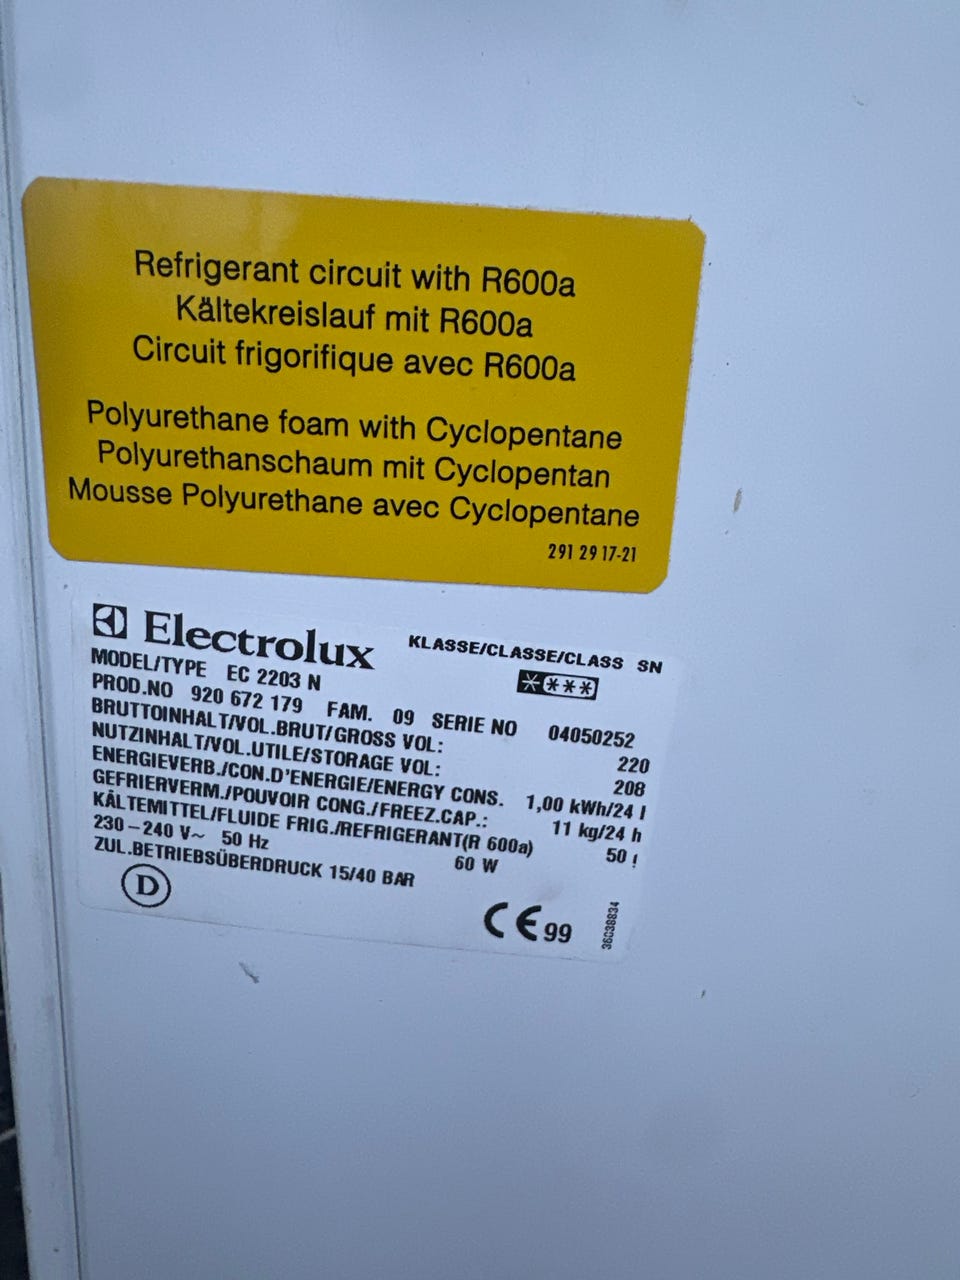 Refrigerant circuit with R600a
Kältekreislauf mit R600a
Circuit frigorifique avec R600a
Polyurethane foam with Cyclopentane
Polyurethanschaum mit Cyclopentan
Mousse Polyurethane avec Cyclopentane
291 29 17-21
Electrolux KLASSE/CLASSE/CLASS SN
MODEL/TYPE EC 2203 N ****
PROD.NO 920 672 179 FAM. 09 SERIE NO 04050252
BRUTTOINHALT/VOL.BRUT/GROSS VOL: 220
NUTZINHALT/VOL.UTILE/STORAGE VOL: 208
ENERGIEVERB./CON.D'ENERGIE/ENERGY CONS. 1,00 kWh/24
GEFRIERVERM./POUVOIR CONG./FREEZ.CAP.: 11 kg/24 h
KÄLTEMITTEL/FLUIDE FRIG./REFRIGERANT(R 600a) 50
230-240 V~ 50 Hz 60 W
ZUL.BETRIEBSÜBERDRUCK 15/40 BAR
D
CE 99
36038834